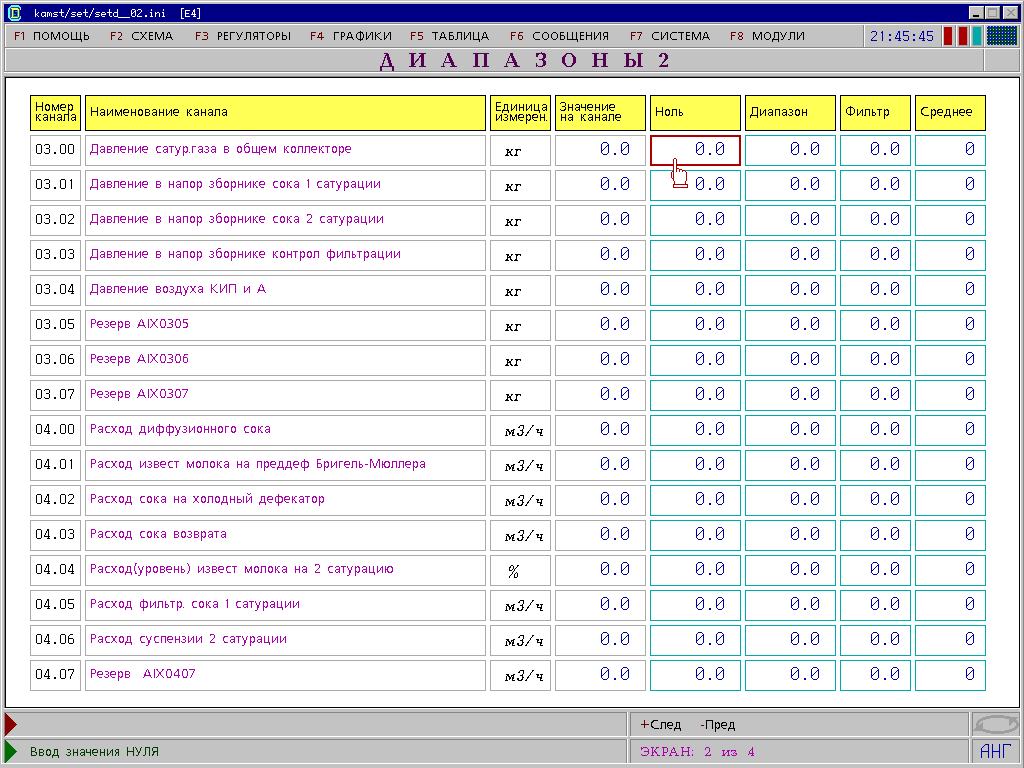 kamst/set/setd__02.ini [E4]
F1 ПОМОЩЬ F2 СХЕМА F3 РЕГУЛЯТОРЫ F4 ГРАФИКИ F5 ТАБЛИЦА F6 СООБЩЕНИЯ F7 СИСТЕМА F8 МОДУЛИ 21:45:45
ДИАПАЗОНЫ2
Номер канала Наименование канала Единица измерен. Значение на канале Ноль Диапазон Фильтр Среднее
03.00 Давление сатур.газа в общем коллекторе кг 0.0 0.0 0.0 0.0 0
03.01 Давление в напор зборнике сока 1 сатурации кг 0.0 0.0 0.0 0.0 0
03.02 Давление в напор зборнике сока 2 сатурации кг 0.0 0.0 0.0 0.0 0
03.03 Давление в напор зборнике контрол фильтрации кг 0.0 0.0 0.0 0.0 0
03.04 Давление воздуха КИП и А кг 0.0 0.0 0.0 0.0 0
03.05 Резерв AIX0305 кг 0.0 0.0 0.0 0.0 0
03.06 Резерв AIX0306 кг 0.0 0.0 0.0 0.0 0
03.07 Резерв AIX0307 кг 0.0 0.0 0.0 0.0 0
04.00 Расход диффузионного сока м3/ч 0.0 0.0 0.0 0.0 0
04.01 Расход извест молока на преддеф Бригель-Мюллера м3/ч 0.0 0.0 0.0 0.0 0
04.02 Расход сока на холодный дефекатор м3/ч 0.0 0.0 0.0 0.0 0
04.03 Расход сока возврата м3/ч 0.0 0.0 0.0 0.0 0
04.04 Расход(уровень) извест молока на 2 сатурацию % 0.0 0.0 0.0 0.0 0
04.05 Расход фильтр. сока 1 сатурации м3/ч 0.0 0.0 0.0 0.0 0
04.06 Расход суспензии 2 сатурации м3/ч 0.0 0.0 0.0 0.0 0
04.07 Резерв AIX0407 м3/ч 0.0 0.0 0.0 0.0 0
+След -Пред
Ввод значения НУЛЯ ЭКРАН: 2 из 4 АНГ